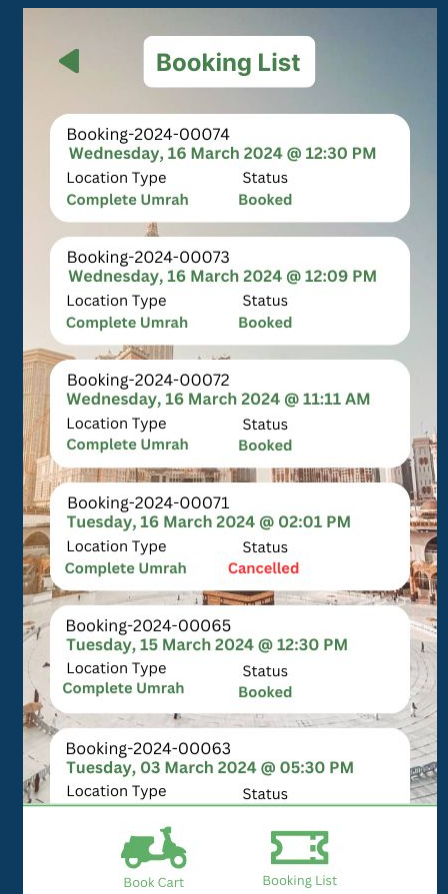 Booking List
Booking-2024-00074
Wednesday, 16 March 2024 @ 12:30 PM
Location Type Status
Complete Umrah Booked
Booking-2024-00073
Wednesday, 16 March 2024 @ 12:09 PM
Location Type Status
Complete Umrah Booked
Booking-2024-00072
Wednesday, 16 March 2024 @ 11:11 AM
Location Type Status
Complete Umrah Booked
Booking-2024-00071
Tuesday, 16 March 2024 @ 02:01 PM
Location Type Status
Complete Umrah Cancelled
Booking-2024-00065
Tuesday, 15 March 2024 @ 12:30 PM
Location Type Status
Complete Umrah Booked
Booking-2024-00063
Tuesday, 03 March 2024 @ 05:30 PM
Location Type Status
Book Cart Booking List